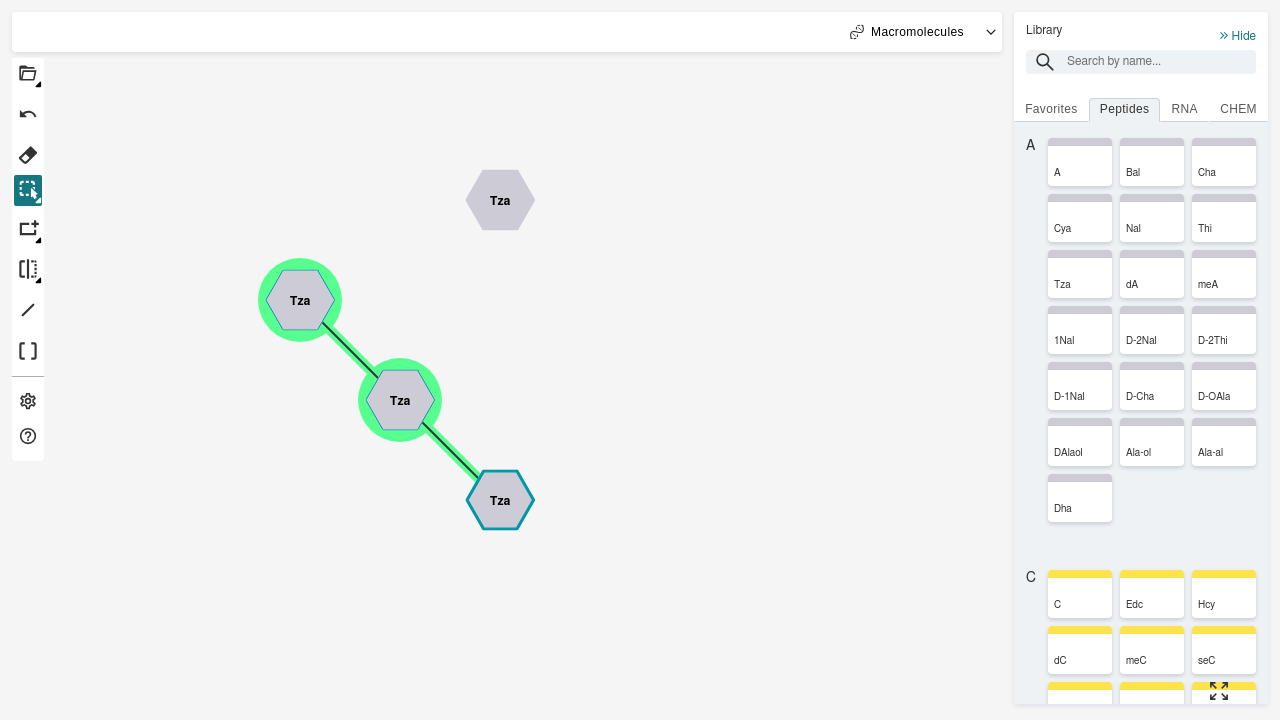 Macromolecules
Library
Hide
Search by name...
Favorites
Peptides
RNA
CHEM
A
A
Bal
Cha
Cya
Nal
Thi
Tza
dA
meA
1Nal
D-2Nal
D-2Thi
D-1Nal
D-Cha
D-OAla
DAlaol
Ala-ol
Ala-al
Dha
C
C
Edc
Hcy
dC
meC
seC
Tza
Tza
Tza
Tza